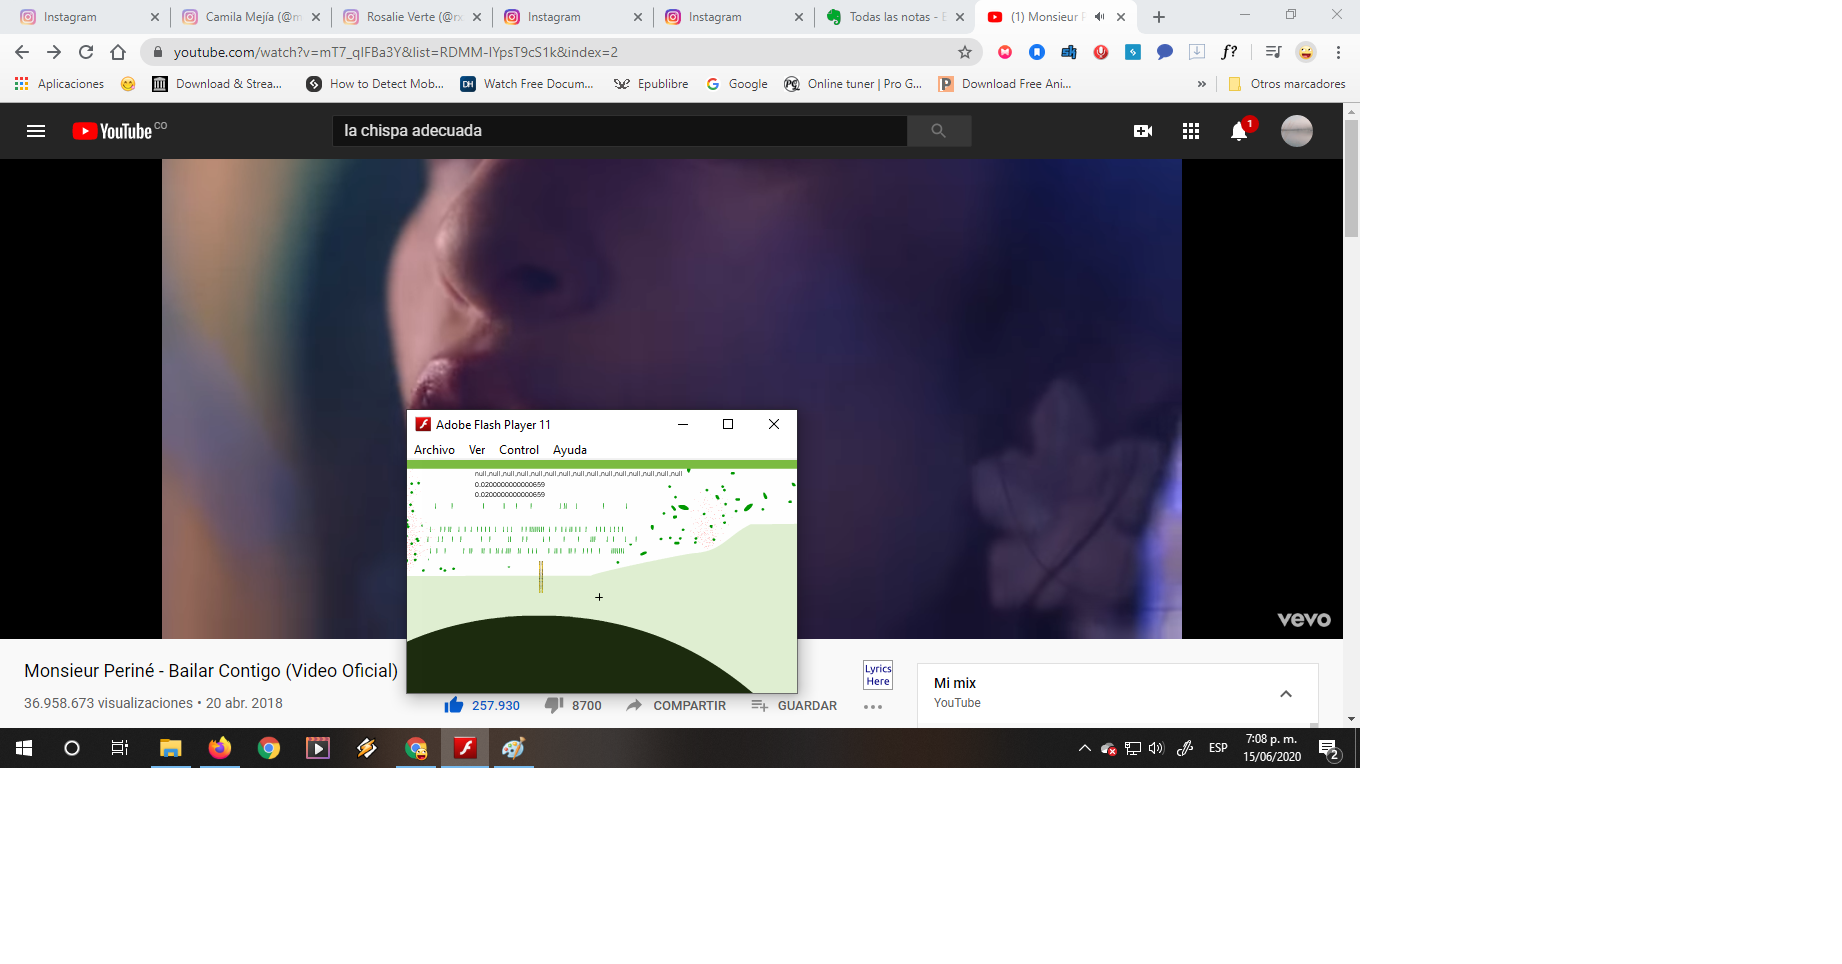 Instagram
Camila Mejía (@m
Rosalie Verte (@rx
Instagram
Instagram
Todas las notas - E
(1) Monsieur P
youtube.com/watch?v=mT7_qIFBa3Y&list=RDMM-IYpsT9cS1k&index=2
Aplicaciones
Download & Strea...
How to Detect Mob...
DH
Watch Free Docum...
Epublibre
Google
Online tuner | Pro G...
Download Free Ani...
»
Otros marcadores
YouTube CO
la chispa adecuada
1
Adobe Flash Player 11
Archivo Ver Control Ayuda
null,null,null,null,null,null,null,null,null,null,null,null,null,null,null
0.0200000000000659
0.0200000000000659
vevo
Monsieur Periné - Bailar Contigo (Video Oficial)
36.958.673 visualizaciones • 20 abr. 2018
257.930
8700
COMPARTIR
GUARDAR
Lyrics
Here
Mi mix
YouTube
ESP
7:08 p. m.
15/06/2020
2